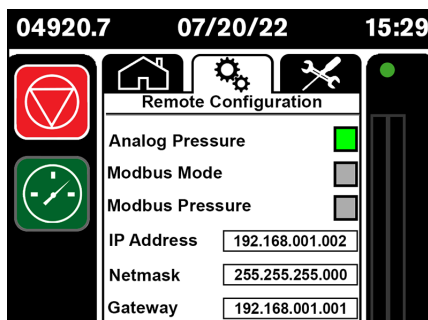 04920.7 07/20/22 15:29
Remote Configuration
Analog Pressure
Modbus Mode
Modbus Pressure
IP Address 192.168.001.002
Netmask 255.255.255.000
Gateway 192.168.001.001